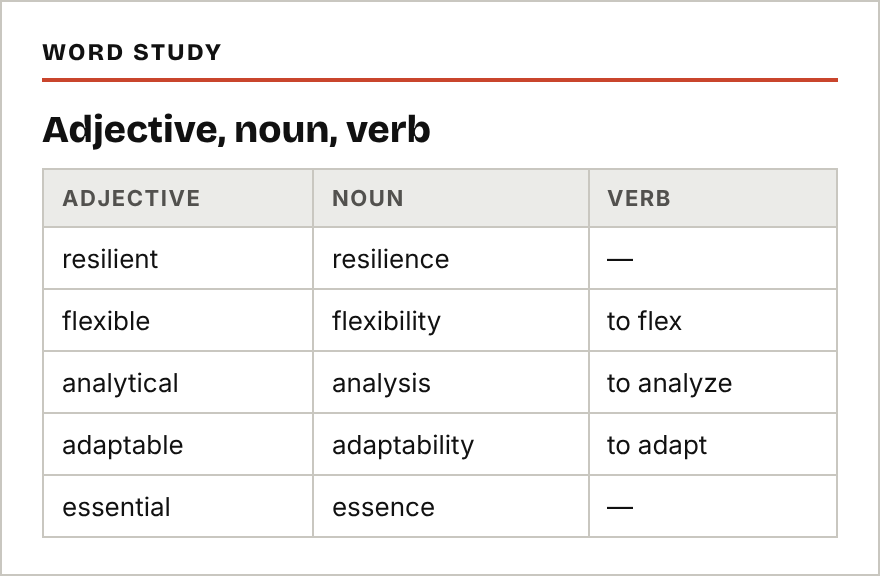 WORD STUDY
Adjective, noun, verb
ADJECTIVE NOUN VERB
resilient resilience —
flexible flexibility to flex
analytical analysis to analyze
adaptable adaptability to adapt
essential essence —